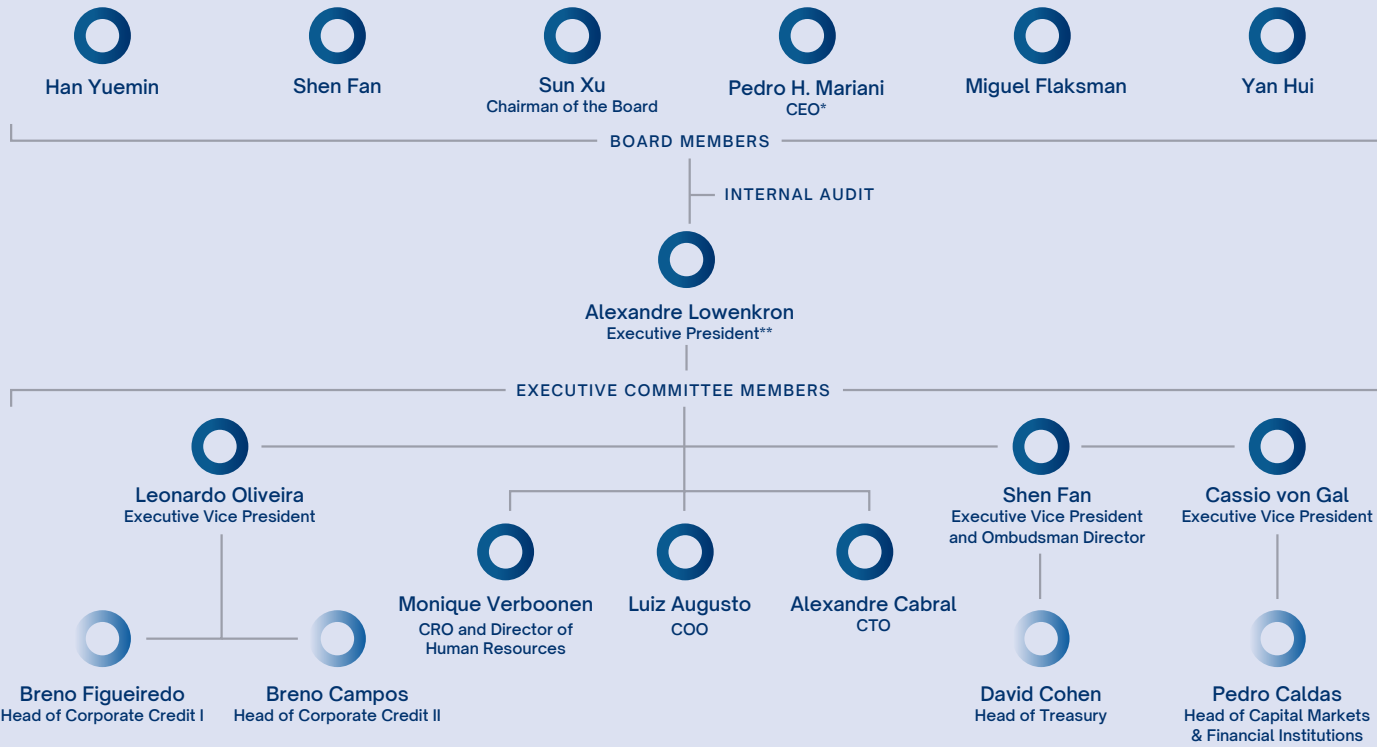 Han Yuemin
Shen Fan
Sun Xu
Chairman of the Board
Pedro H. Mariani
CEO*
Miguel Flaksman
Yan Hui
BOARD MEMBERS
INTERNAL AUDIT
Alexandre Lowenkron
Executive President**
EXECUTIVE COMMITTEE MEMBERS
Leonardo Oliveira
Executive Vice President
Shen Fan
Executive Vice President
and Ombudsman Director
Cassio von Gal
Executive Vice President
Monique Verboonen
CRO and Director of
Human Resources
Luiz Augusto
COO
Alexandre Cabral
CTO
Breno Figueiredo
Head of Corporate Credit I
Breno Campos
Head of Corporate Credit II
David Cohen
Head of Treasury
Pedro Caldas
Head of Capital Markets
& Financial Institutions